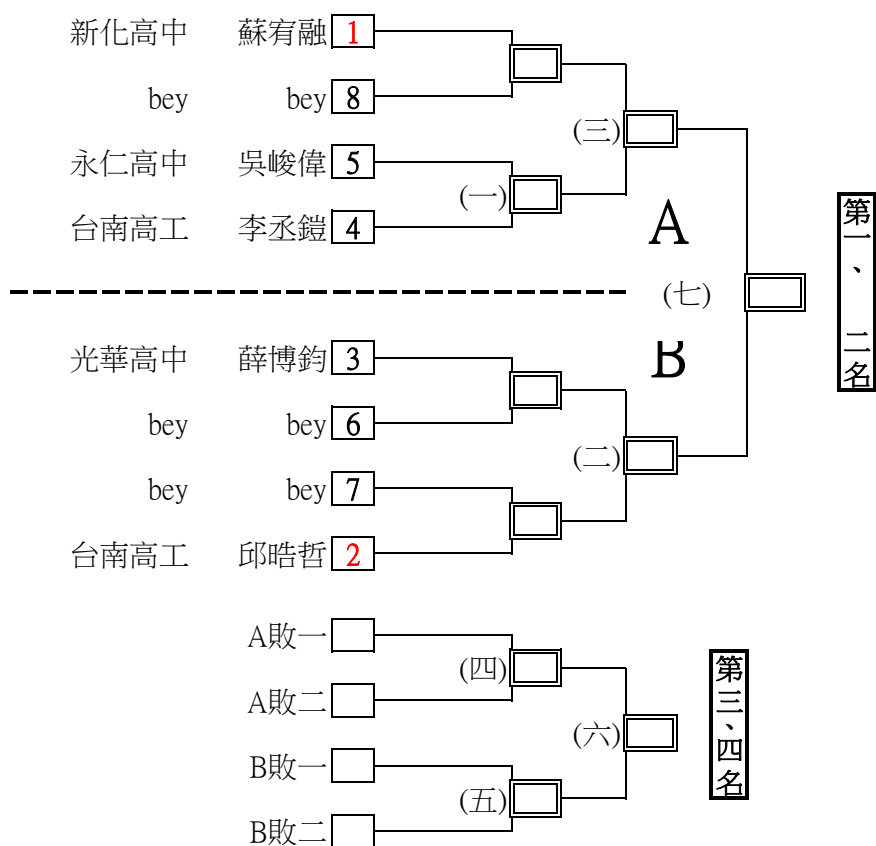 新化高中 蘇宥融 1
bey bey 8
(三)
永仁高中 吳峻偉 5
(一)
台南高工 李丞鎧 4
A
第一、二名
(七)
光華高中 薛博鈞 3
B
bey bey 6
(二)
bey bey 7
台南高工 邱晧哲 2
A敗一
(四)
A敗二
第三、四名
(六)
B敗一
(五)
B敗二